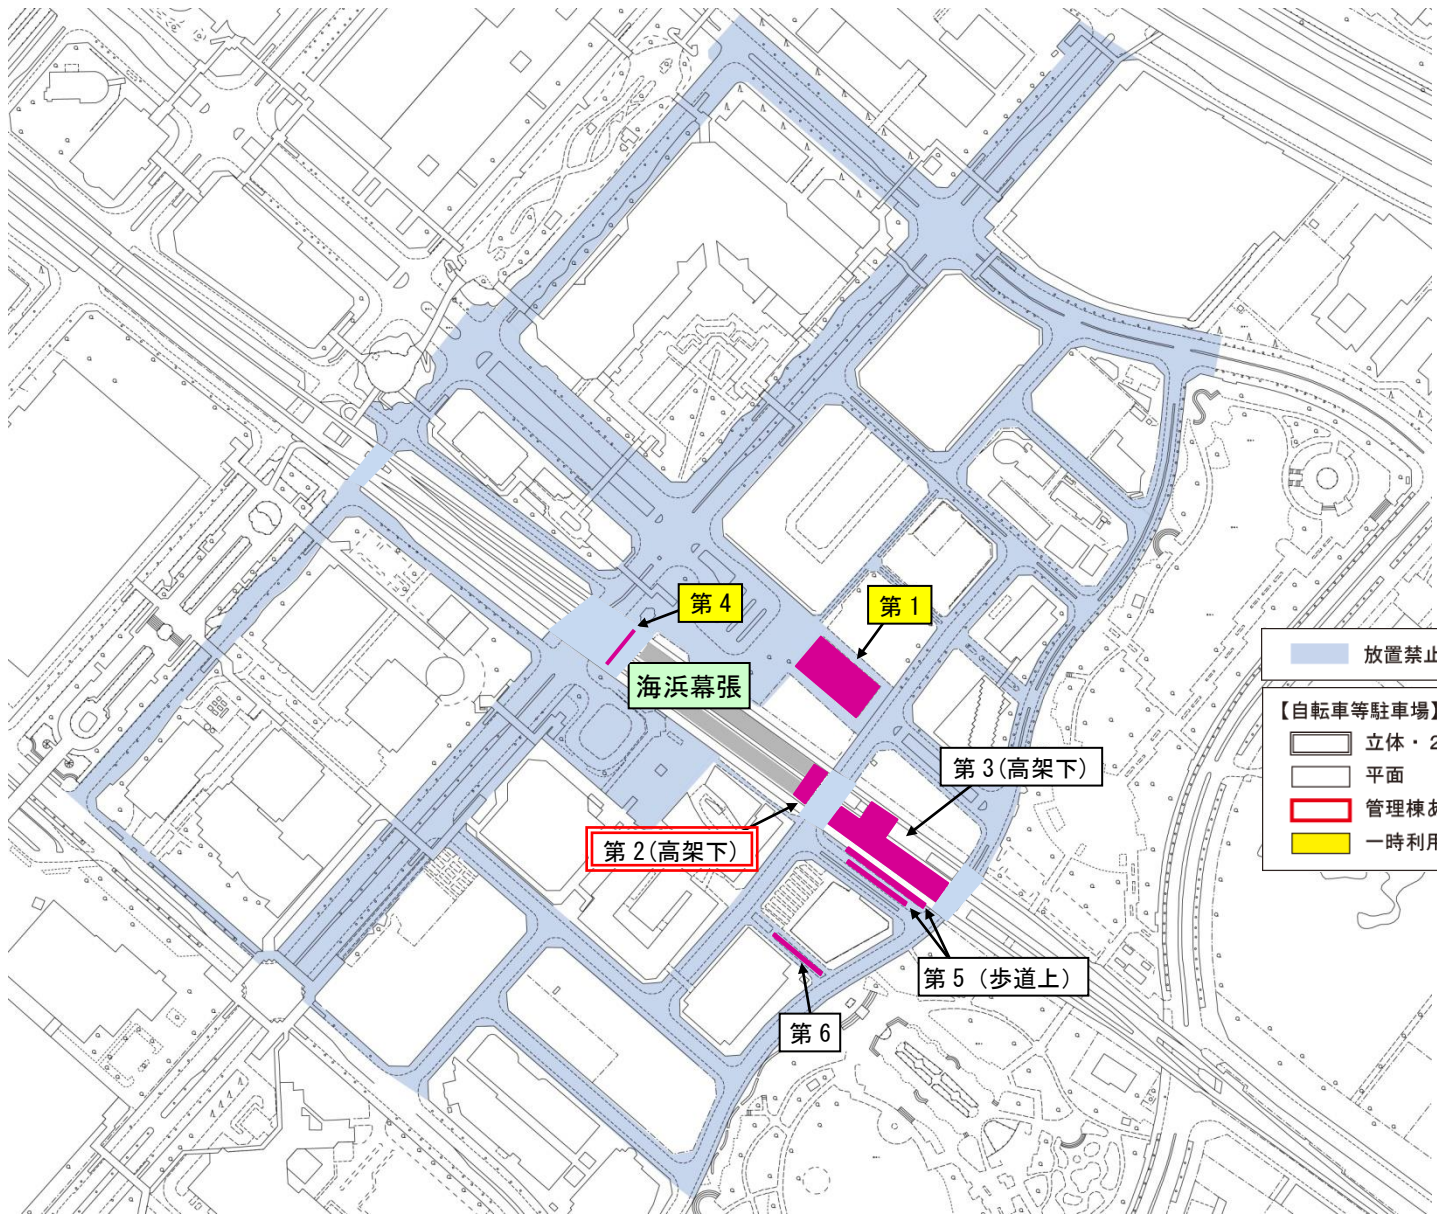 第4
第1
海浜幕張
第3(高架下)
第2(高架下)
第5（歩道上）
第6
放置禁止
【自転車等駐車場】
立体・2
平面
管理棟あ
一時利用